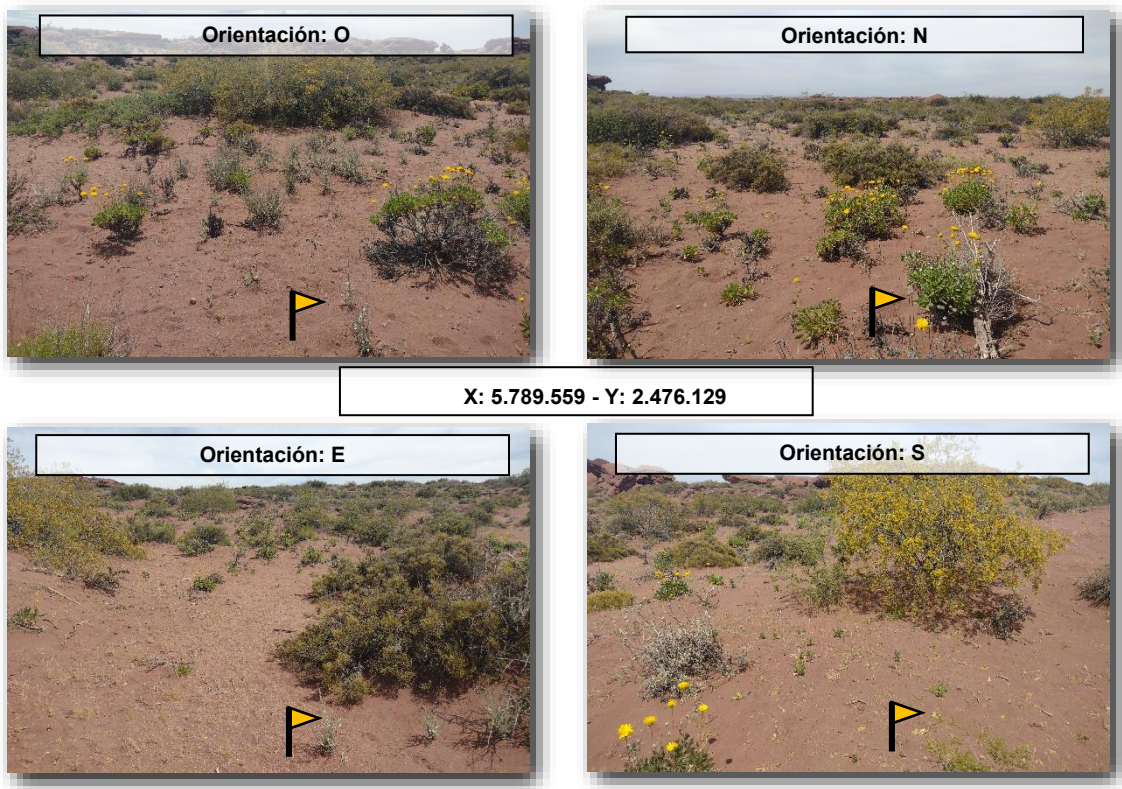 Orientación: O
Orientación: N
X: 5.789.559 - Y: 2.476.129
Orientación: E
Orientación: S